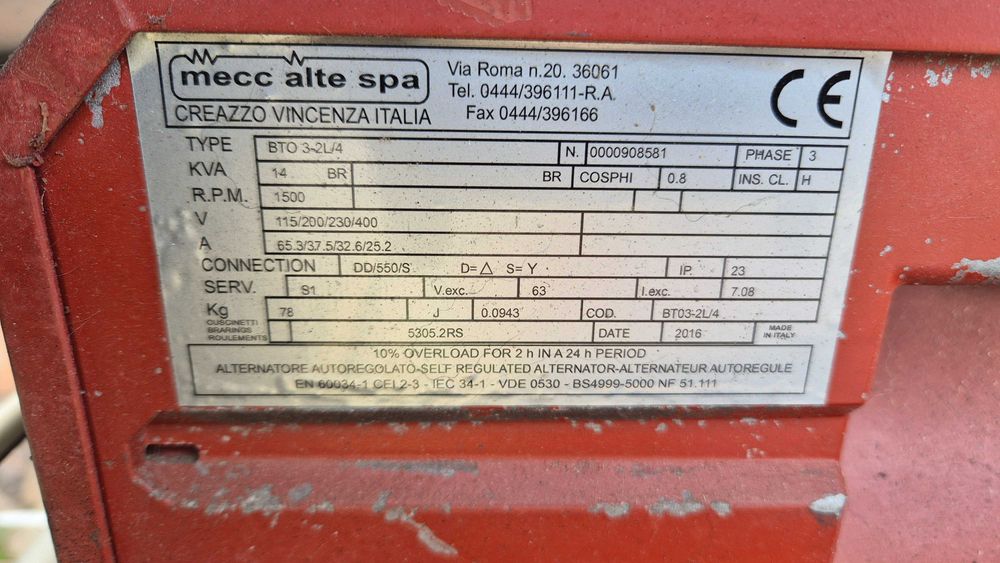 mecc alte spa
CREAZZO VINCENZA ITALIA
Via Roma n.20. 36061
Tel. 0444/396111-R.A.
Fax 0444/396166
CE
TYPE BTO 3-2L/4 N. 0000908581 PHASE 3
KVA 14 BR BR COSPHI 0.8 INS. CL. H
R.P.M. 1500
V 115/200/230/400
A 65.3/37.5/32.6/25.2
CONNECTION DD/550/S D= △ S= Y IP. 23
SERV. S1 V.exc. 63 I.exc. 7.08
Kg 78 J 0.0943 COD. BT03-2L/4
CUSCINETTI
BRARINGS
ROULEMENTS 5305.2RS DATE 2016 MADE
IN ITALY
10% OVERLOAD FOR 2 h IN A 24 h PERIOD
ALTERNATORE AUTOREGOLATO-SELF REGULATED ALTERNATOR-ALTERNATEUR AUTOREGULE
EN 60034-1 CEI 2-3 - IEC 34-1 - VDE 0530 - BS4999-5000 NF 51.111